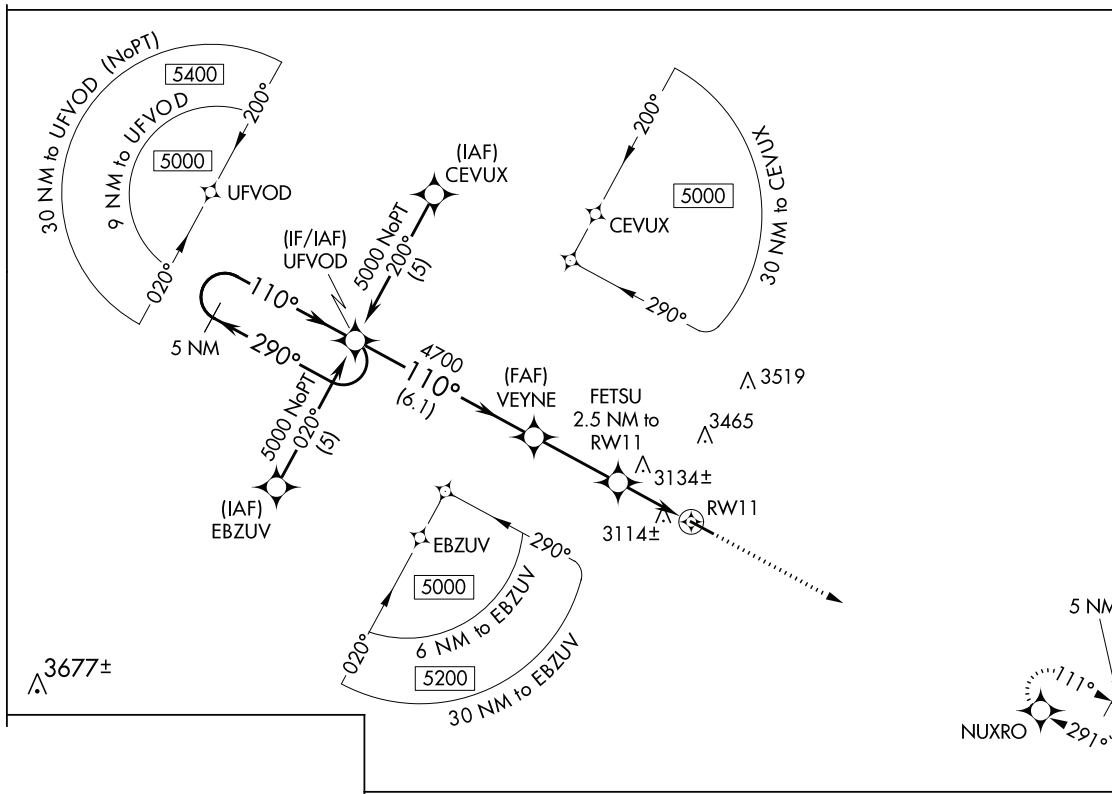 30 NM to UFVOD (NoPT)
5400
9 NM to UFVOD
5000
200°
UFVOD
020°
(IAF)
CEVUX
5000 NoPT
200°
(5)
200°
CEVUX
5000
30 NM to CEVUX
290°
(IF/IAF)
UFVOD
110°
290°
5 NM
5000 NoPT
020°
(5)
(IAF)
EBZUV
4700
110°
(6.1)
(FAF)
VEYNE
FETSU
2.5 NM to
RW11
3519
3465
3134±
3114±
RW11
EBZUV
290°
5000
6 NM to EBZUV
020°
5200
30 NM to EBZUV
3677±
5 NM
111°
NUXRO
291°